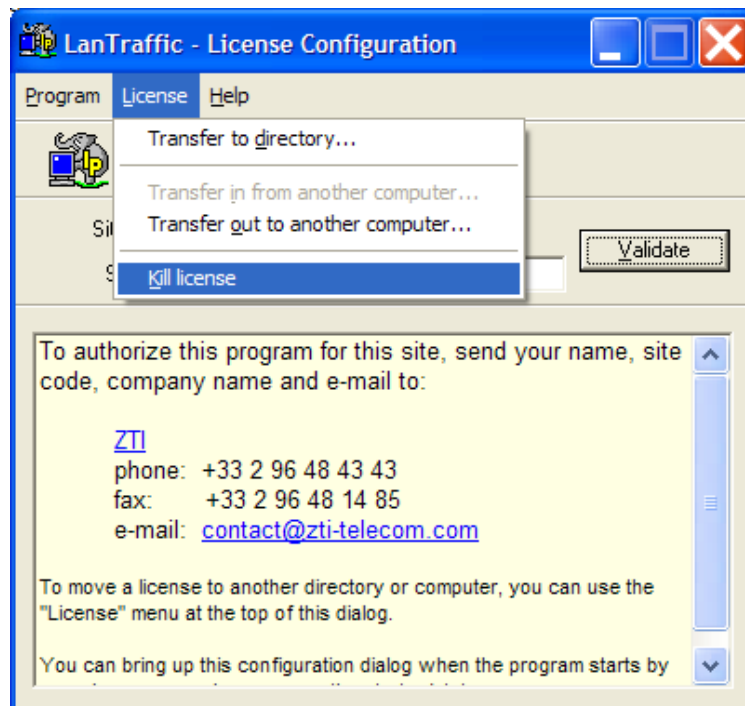 LanTraffic - License Configuration
Program License Help
Transfer to directory...
Transfer in from another computer...
Transfer out to another computer...
Kill license
Validate
To authorize this program for this site, send your name, site
code, company name and e-mail to:
ZTI
phone: +33 2 96 48 43 43
fax: +33 2 96 48 14 85
e-mail: contact@zti-telecom.com
To move a license to another directory or computer, you can use the
"License" menu at the top of this dialog.
You can bring up this configuration dialog when the program starts by